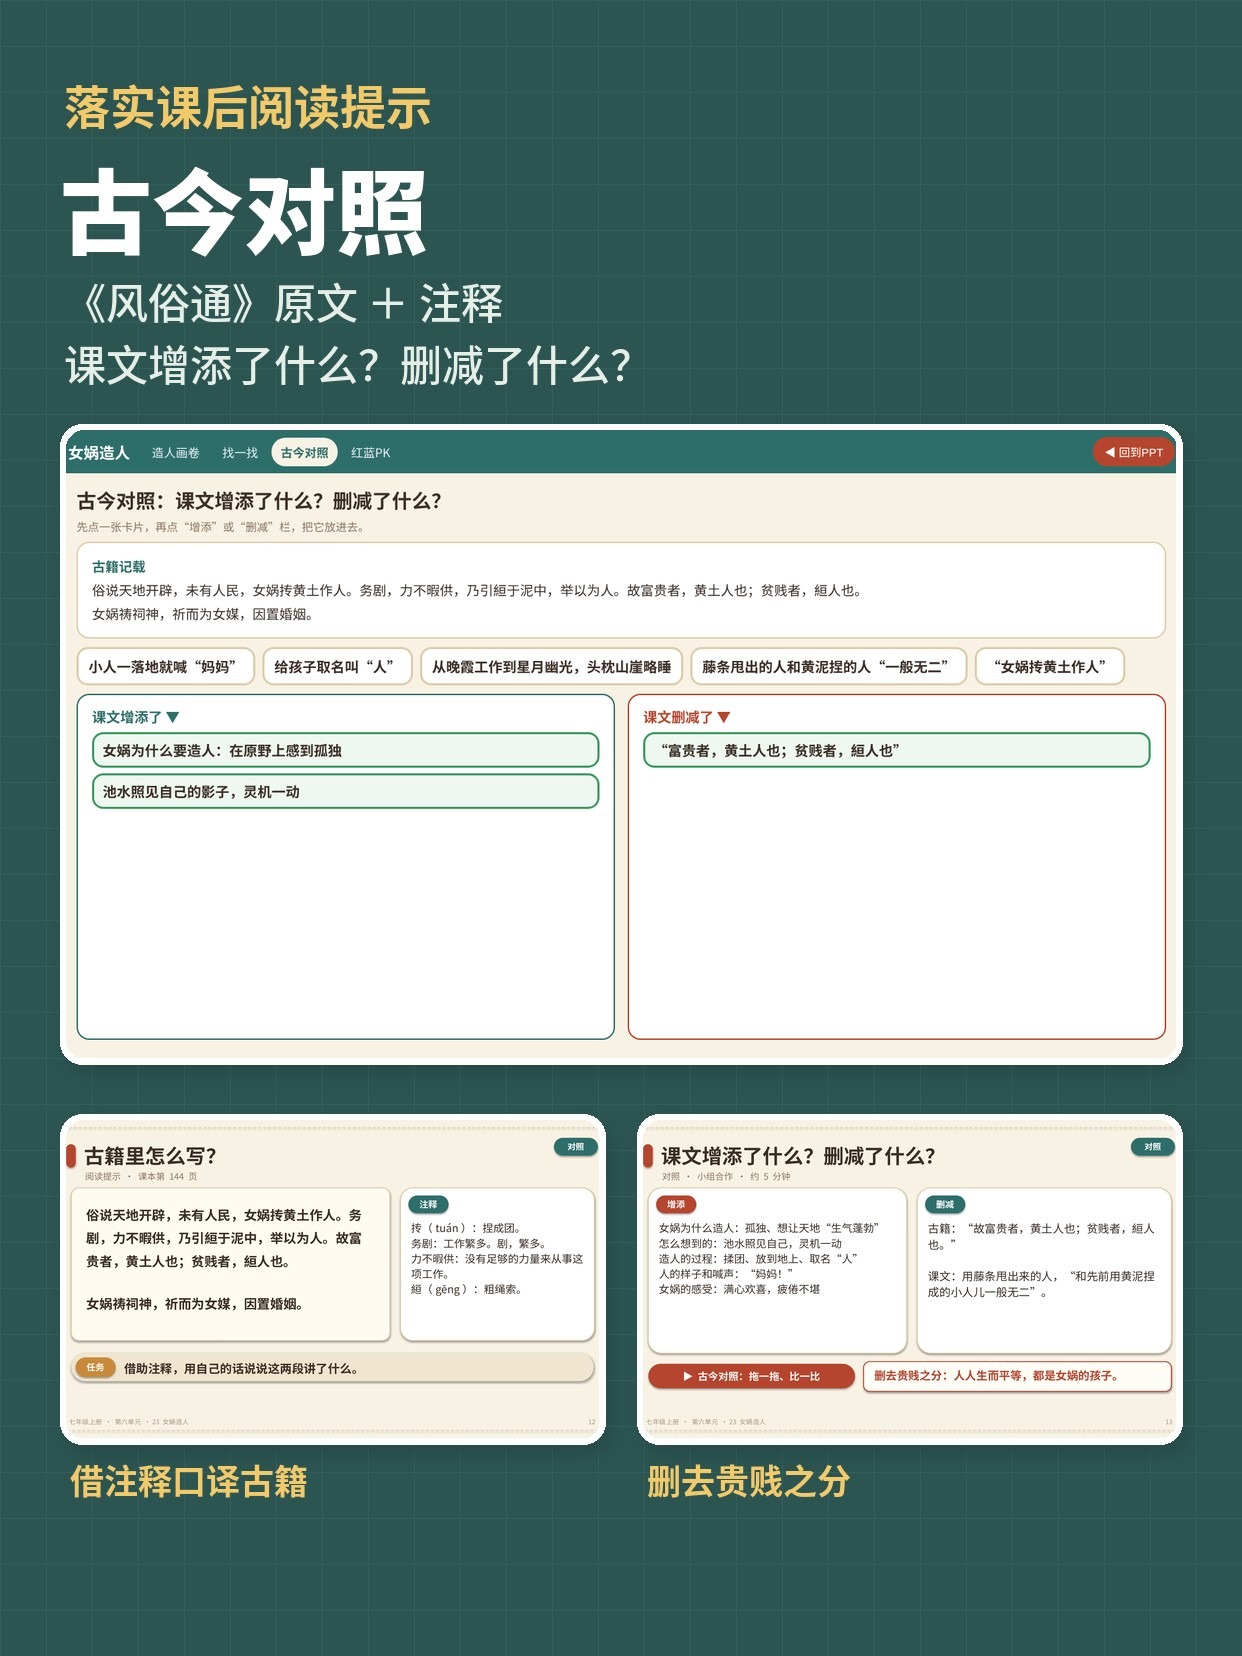 落实课后阅读提示
古今对照
《风俗通》原文 ＋ 注释
课文增添了什么？删减了什么？
女娲造人 造人画卷 找一找 古今对照 红蓝PK ◀ 回到PPT
古今对照：课文增添了什么？删减了什么？
先点一张卡片，再点“增添”或“删减”栏，把它放进去。
古籍记载
俗说天地开辟，未有人民，女娲抟黄土作人。务剧，力不暇供，乃引絙于泥中，举以为人。故富贵者，黄土人也；贫贱者，絙人也。
女娲祷祠神，祈而为女媒，因置婚姻。
小人一落地就喊“妈妈” 给孩子取名叫“人” 从晚霞工作到星月幽光，头枕山崖略睡 藤条甩出的人和黄泥捏的人“一般无二” “女娲抟黄土作人”
课文增添了 ▼
女娲为什么要造人：在原野上感到孤独
池水照见自己的影子，灵机一动
课文删减了 ▼
“富贵者，黄土人也；贫贱者，絙人也”
古籍里怎么写？
对照
阅读提示 · 课本第 144 页
俗说天地开辟，未有人民，女娲抟黄土作人。务
剧，力不暇供，乃引絙于泥中，举以为人。故富
贵者，黄土人也；贫贱者，絙人也。
女娲祷祠神，祈而为女媒，因置婚姻。
注释
抟（ tuán ）：捏成团。
务剧：工作繁多。剧，繁多。
力不暇供：没有足够的力量来从事这
项工作。
絙（ gēng ）：粗绳索。
任务 借助注释，用自己的话说说这两段讲了什么。
七年级上册 · 第六单元 · 23 女娲造人 12
课文增添了什么？删减了什么？
对照
对照 · 小组合作 · 约 5 分钟
增添
女娲为什么造人：孤独、想让天地“生气蓬勃”
怎么想到的：池水照见自己，灵机一动
造人的过程：揉团、放到地上、取名“人”
人的样子和喊声：“妈妈！”
女娲的感受：满心欢喜，疲倦不堪
删减
古籍：“故富贵者，黄土人也；贫贱者，絙人
也。”
课文：用藤条甩出来的人，“和先前用黄泥捏
成的小人儿一般无二”。
▶ 古今对照：拖一拖、比一比
删去贵贱之分：人人生而平等，都是女娲的孩子。
七年级上册 · 第六单元 · 23 女娲造人 13
借注释口译古籍
删去贵贱之分